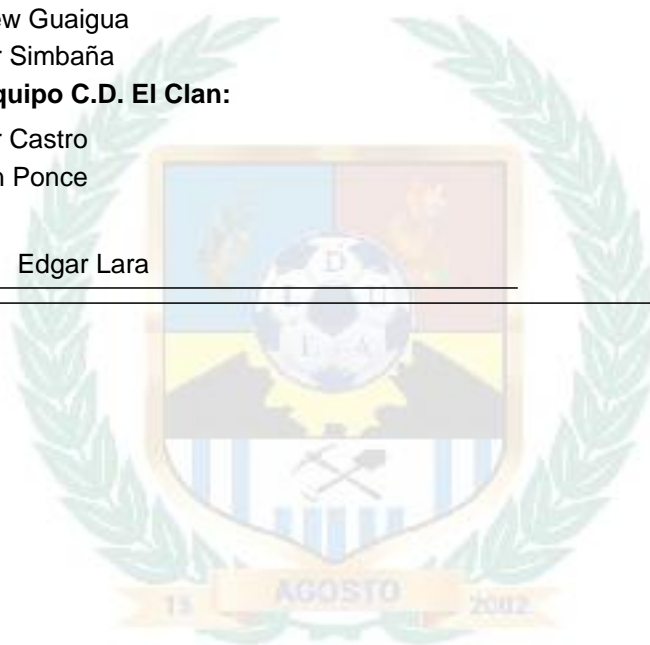 ew Guaigua
r Simbaña
quipo C.D. El Clan:
r Castro
n Ponce
Edgar Lara
D
L U
L A
15 AGOSTO 2002